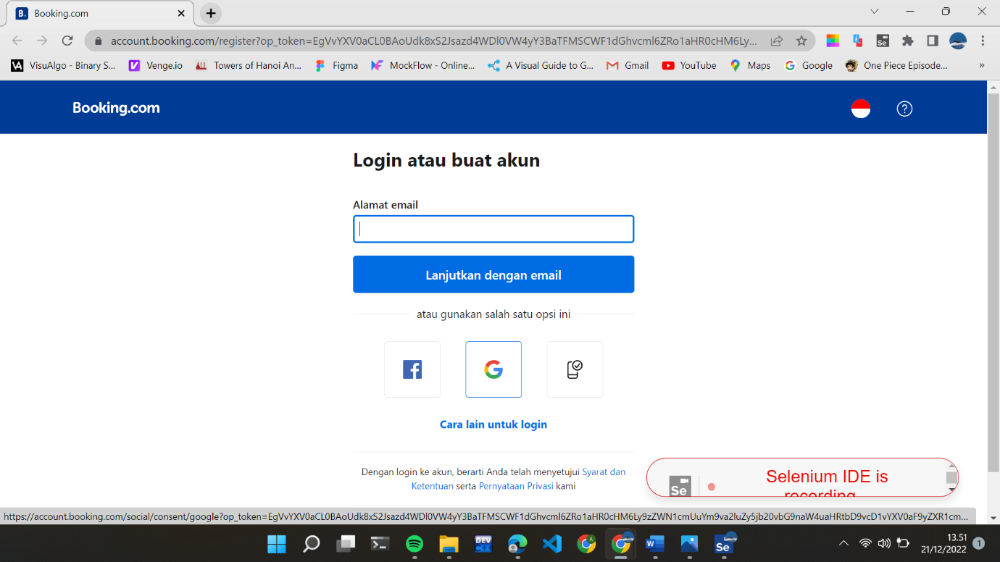 Booking.com
account.booking.com/register?op_token=EgVvYXV0aCL0BAoUdk8xS2Jsazd4WDl0VW4yY3BaTFMSCWF1dGhvcml6ZRo1aHR0cHM6Ly...
VisuAlgo - Binary S... Venge.io Towers of Hanoi An... Figma MockFlow - Online... A Visual Guide to G... Gmail YouTube Maps Google One Piece Episode... »
Booking.com
Login atau buat akun
Alamat email
Lanjutkan dengan email
atau gunakan salah satu opsi ini
Cara lain untuk login
Dengan login ke akun, berarti Anda telah menyetujui Syarat dan
Ketentuan serta Pernyataan Privasi kami
Se
Selenium IDE is
recording
https://account.booking.com/social/consent/google?op_token=EgVvYXV0aCL0BAoUdk8xS2Jsazd4WDl0VW4yY3BaTFMSCWF1dGhvcml6ZRo1aHR0cHM6Ly9zZWN1cmUuYm9va2luZy5jb20vbG9naW4uaHRtbD9vcD1vYXV0aF9yZXR1cm...
DEV
C++
Se
13.51
21/12/2022
1